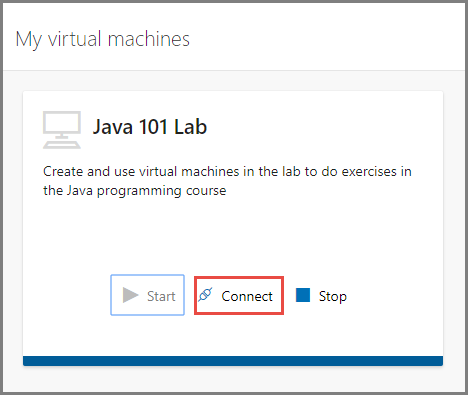 My virtual machines
Java 101 Lab
Create and use virtual machines in the lab to do exercises in
the Java programming course
Start
Connect
Stop